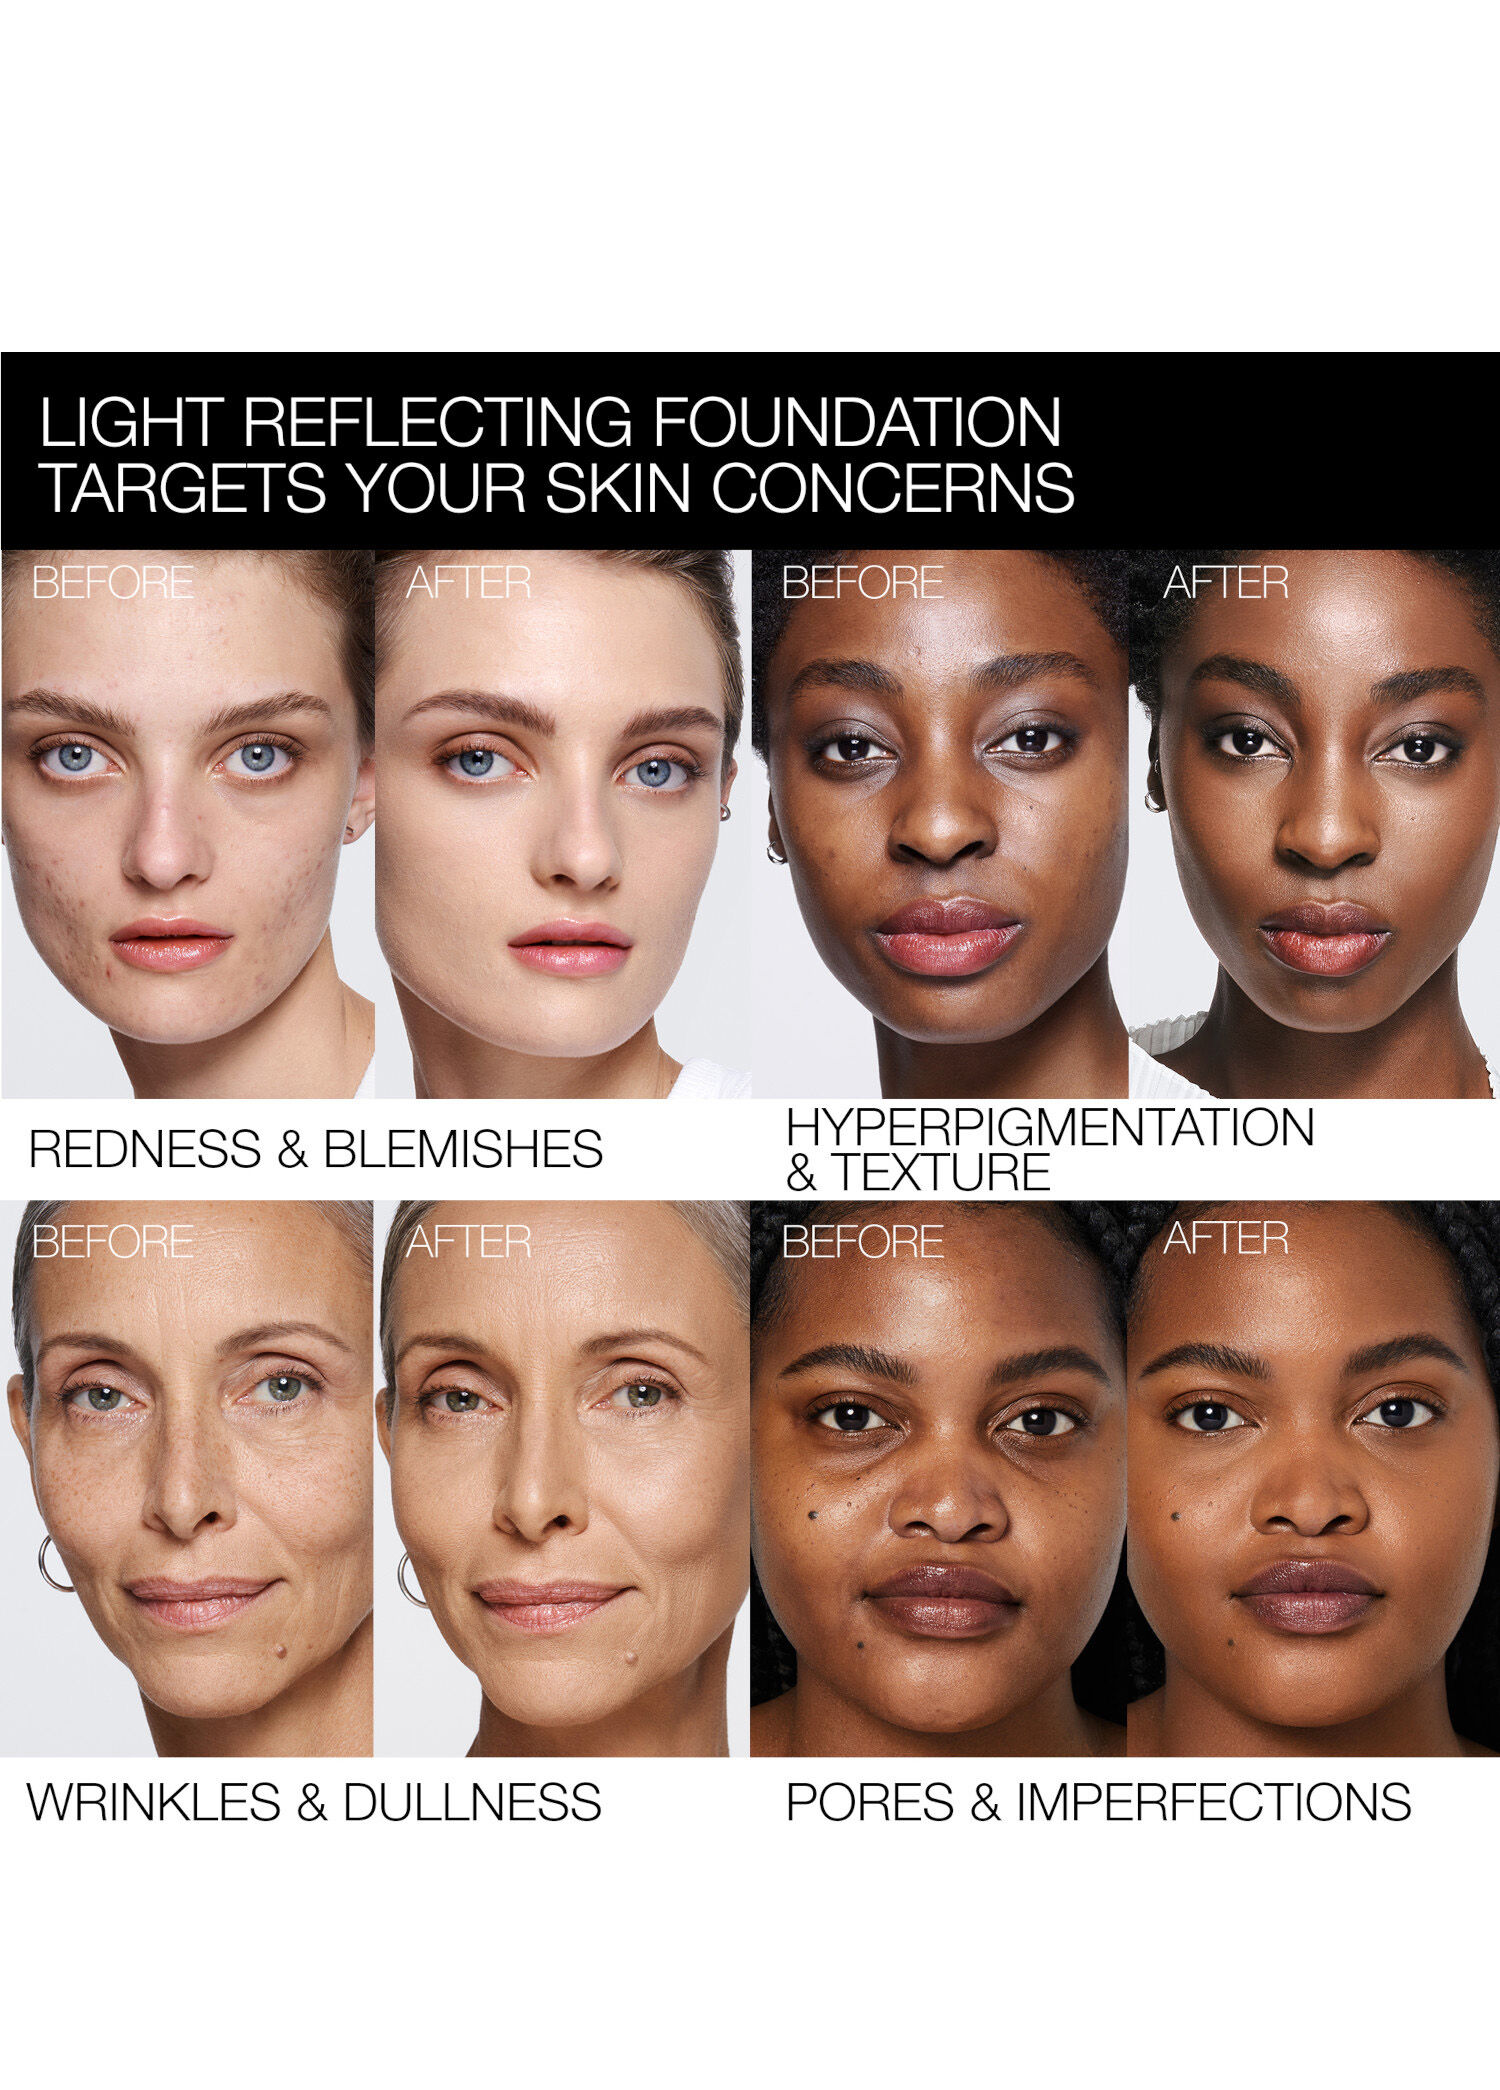 LIGHT REFLECTING FOUNDATION
TARGETS YOUR SKIN CONCERNS
BEFORE
AFTER
BEFORE
AFTER
REDNESS & BLEMISHES
HYPERPIGMENTATION
& TEXTURE
BEFORE
AFTER
BEFORE
AFTER
WRINKLES & DULLNESS
PORES & IMPERFECTIONS